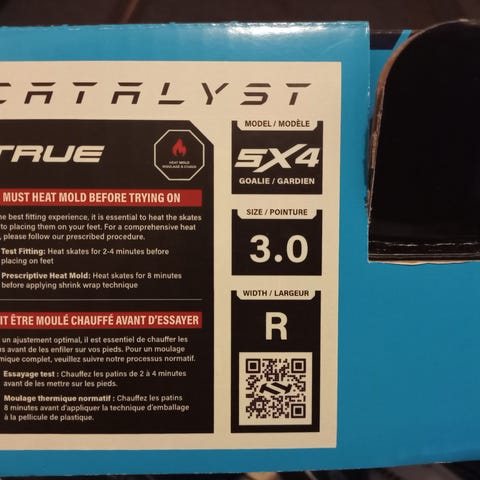 CATALYST
TRUE
HEAT MOLD
MOULAGE À CHAUD
MUST HEAT MOLD BEFORE TRYING ON
he best fitting experience, it is essential to heat the skates
to placing them on your feet. For a comprehensive heat
, please follow our prescribed procedure.
Test Fitting: Heat skates for 2-4 minutes before
placing on feet
Prescriptive Heat Mold: Heat skates for 8 minutes
before applying shrink wrap technique
IT ÊTRE MOULÉ CHAUFFÉ AVANT D'ESSAYER
un ajustement optimal, il est essentiel de chauffer les
s avant de les enfiler sur vos pieds. Pour un moulage
mique complet, veuillez suivre notre processus normatif.
Essayage test : Chauffez les patins de 2 à 4 minutes
avant de les mettre sur les pieds.
Moulage thermique normatif : Chauffez les patins
8 minutes avant d'appliquer la technique d'emballage
à la pellicule de plastique.
MODEL / MODÈLE
SX4
GOALIE / GARDIEN
SIZE / POINTURE
3.0
WIDTH / LARGEUR
R